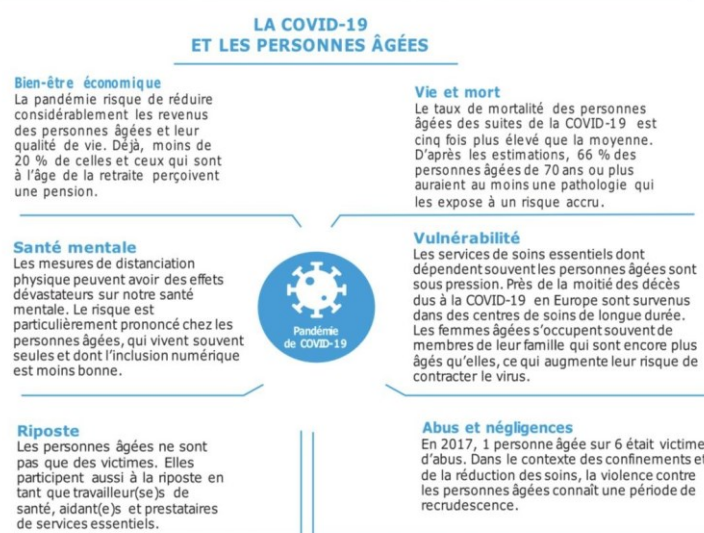 LA COVID-19
ET LES PERSONNES ÂGÉES
Bien-être économique
La pandémie risque de réduire
considérablement les revenus
des personnes âgées et leur
qualité de vie. Déjà, moins de
20 % de celles et ceux qui sont
à l'âge de la retraite perçoivent
une pension.
Vie et mort
Le taux de mortalité des personnes
âgées des suites de la COVID-19 est
cinq fois plus élevé que la moyenne.
D'après les estimations, 66 % des
personnes âgées de 70 ans ou plus
auraient au moins une pathologie qui
les expose à un risque accru.
Santé mentale
Les mesures de distanciation
physique peuvent avoir des effets
dévastateurs sur notre santé
mentale. Le risque est
particulièrement prononcé chez les
personnes âgées, qui vivent souvent
seules et dont l'inclusion numérique
est moins bonne.
Pandémie
de COVID-19
Vulnérabilité
Les services de soins essentiels dont
dépendent souvent les personnes âgées sont
sous pression. Près de la moitié des décès
dus à la COVID-19 en Europe sont survenus
dans des centres de soins de longue durée.
Les femmes âgées s'occupent souvent de
membres de leur famille qui sont encore plus
âgés qu'elles, ce qui augmente leur risque de
contracter le virus.
Riposte
Les personnes âgées ne sont
pas que des victimes. Elles
participent aussi à la riposte en
tant que travailleur(se)s de
santé, aidant(e)s et prestataires
de services essentiels.
Abus et négligences
En 2017, 1 personne âgée sur 6 était victime
d'abus. Dans le contexte des confinements et
de la réduction des soins, la violence contre
les personnes âgées connaît une période de
recrudescence.